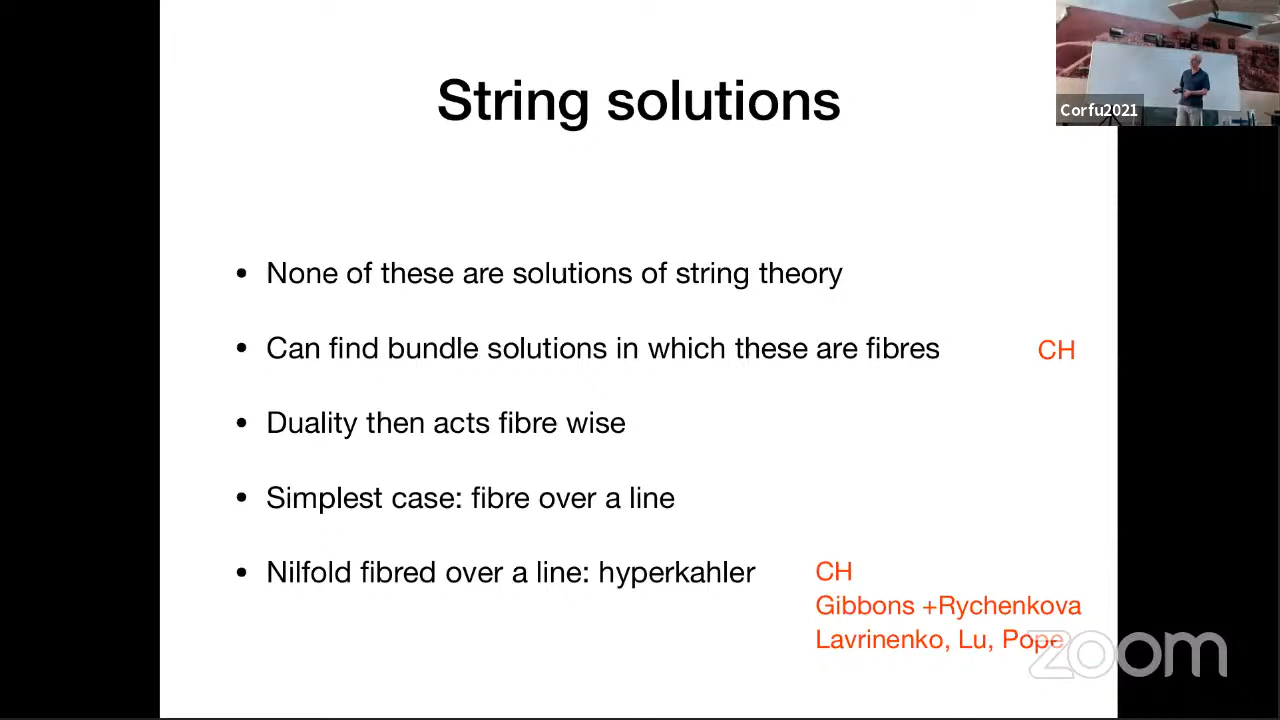 String solutions
Corfu2021
• None of these are solutions of string theory
• Can find bundle solutions in which these are fibres
CH
• Duality then acts fibre wise
• Simplest case: fibre over a line
• Nilfold fibred over a line: hyperkahler
CH
Gibbons +Rychenkova
Lavrinenko, Lu, Pope
zoom